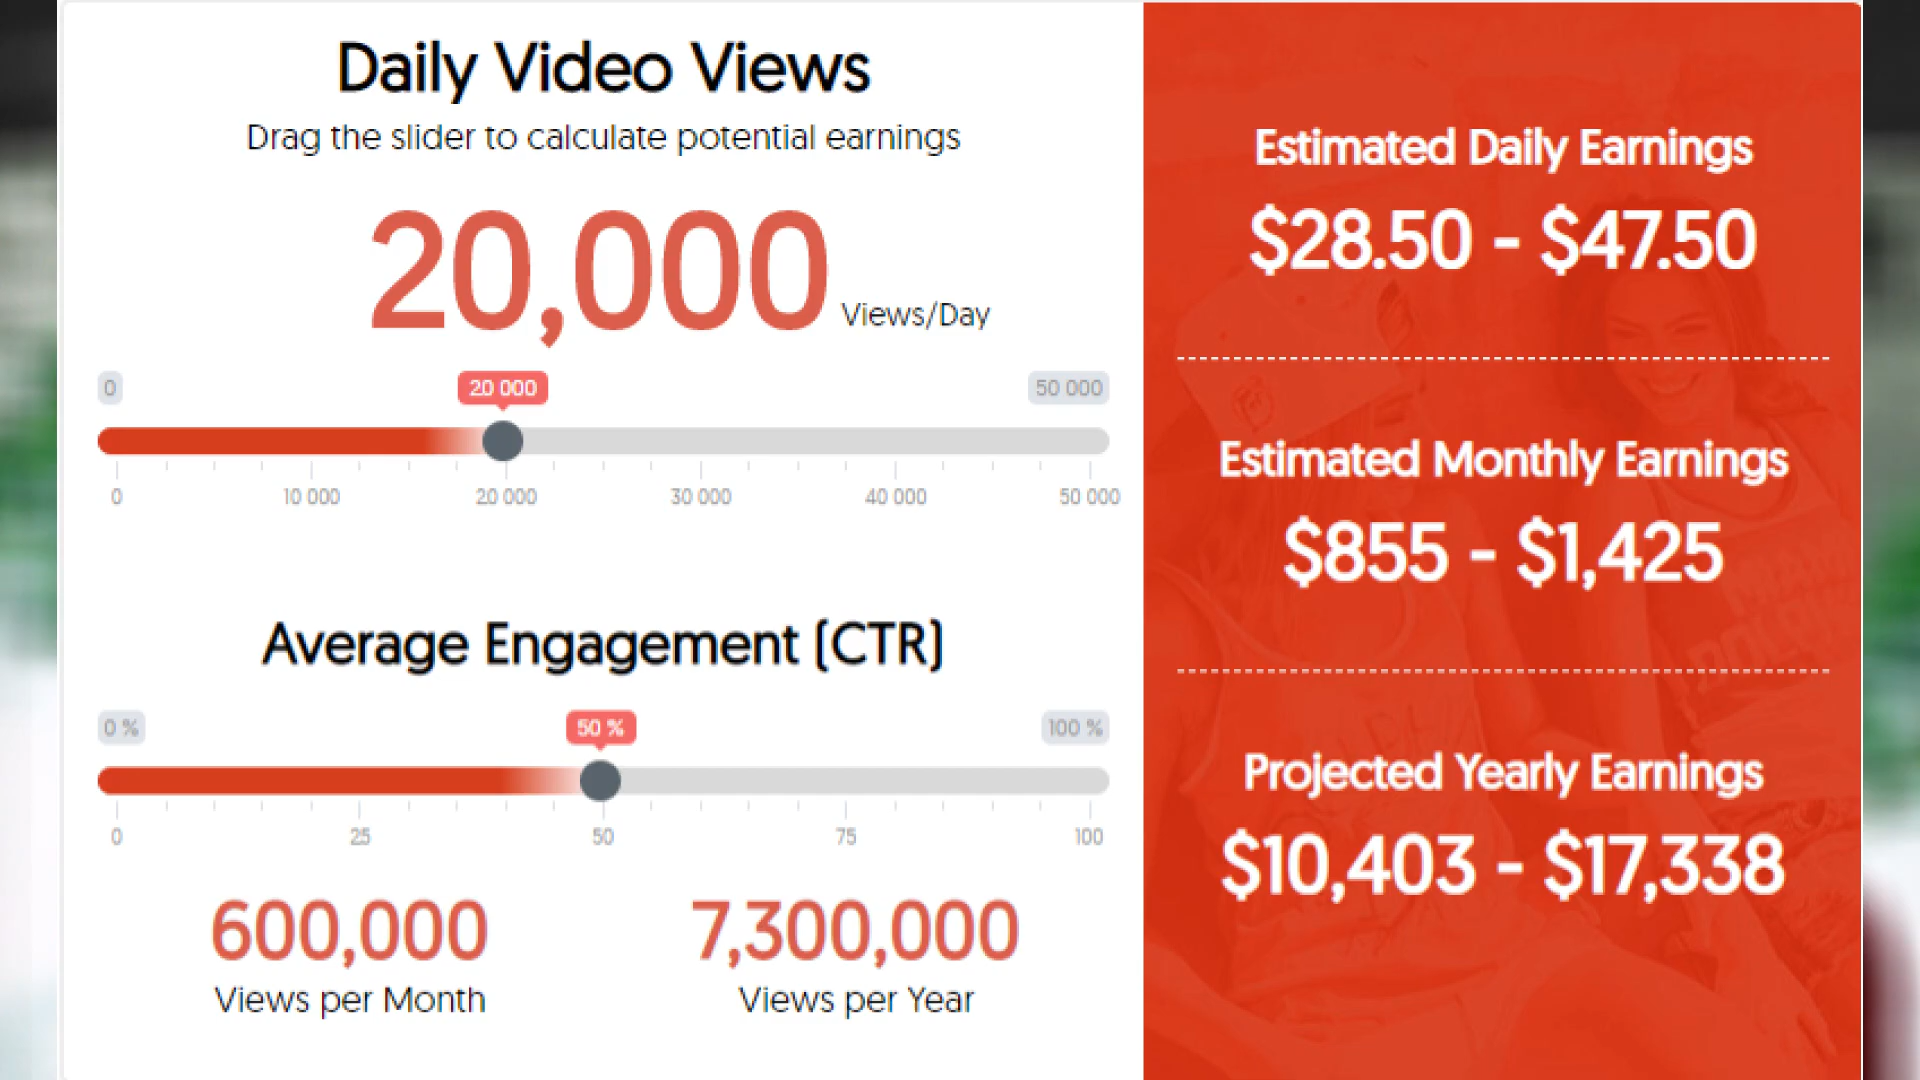 Daily Video Views
Drag the slider to calculate potential earnings
20,000 Views/Day
0 20 000 50 000
0 10 000 20 000 30 000 40 000 50 000
Average Engagement (CTR)
0 % 50 % 100 %
0 25 50 75 100
600,000 7,300,000
Views per Month Views per Year
Estimated Daily Earnings
$28.50 - $47.50
Estimated Monthly Earnings
$855 - $1,425
Projected Yearly Earnings
$10,403 - $17,338